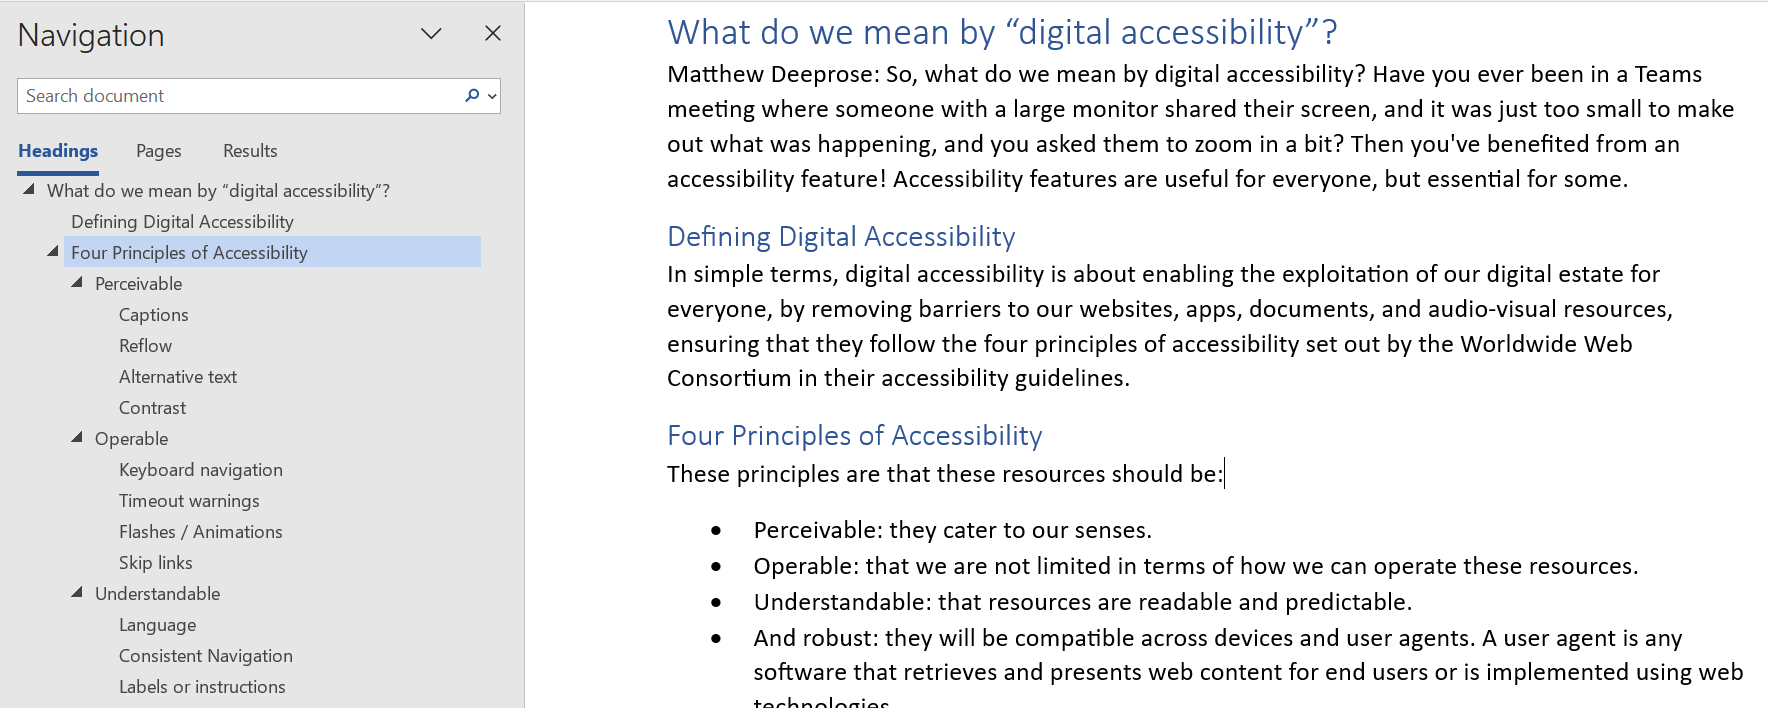 Navigation
Search document
Headings Pages Results
What do we mean by “digital accessibility”?
Defining Digital Accessibility
Four Principles of Accessibility
Perceivable
Captions
Reflow
Alternative text
Contrast
Operable
Keyboard navigation
Timeout warnings
Flashes / Animations
Skip links
Understandable
Language
Consistent Navigation
Labels or instructions
What do we mean by “digital accessibility”?
Matthew Deeprose: So, what do we mean by digital accessibility? Have you ever been in a Teams
meeting where someone with a large monitor shared their screen, and it was just too small to make
out what was happening, and you asked them to zoom in a bit? Then you've benefited from an
accessibility feature! Accessibility features are useful for everyone, but essential for some.
Defining Digital Accessibility
In simple terms, digital accessibility is about enabling the exploitation of our digital estate for
everyone, by removing barriers to our websites, apps, documents, and audio-visual resources,
ensuring that they follow the four principles of accessibility set out by the Worldwide Web
Consortium in their accessibility guidelines.
Four Principles of Accessibility
These principles are that these resources should be:
• Perceivable: they cater to our senses.
• Operable: that we are not limited in terms of how we can operate these resources.
• Understandable: that resources are readable and predictable.
• And robust: they will be compatible across devices and user agents. A user agent is any
software that retrieves and presents web content for end users or is implemented using web
technologies.